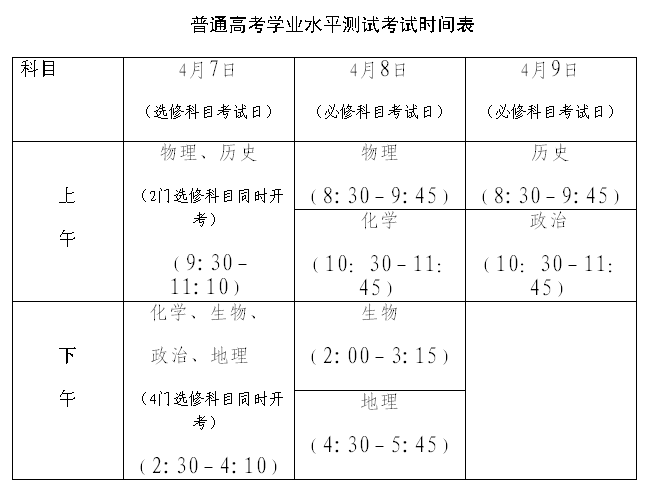 普通高考学业水平测试考试时间表
科目
4月7日
（选修科目考试日）
4月8日
（必修科目考试日）
4月9日
（必修科目考试日）
上
午
物理、历史
（2门选修科目同时开
考）
（9：30－
11：10）
物理
（8：30－9：45）
历史
（8：30－9：45）
化学
（10：30－11：
45）
政治
（10：30－11：
45）
下
午
化学、生物、
政治、地理
（4门选修科目同时开
考）
（2：30－4：10）
生物
（2：00－3：15）
地理
（4：30－5：45）